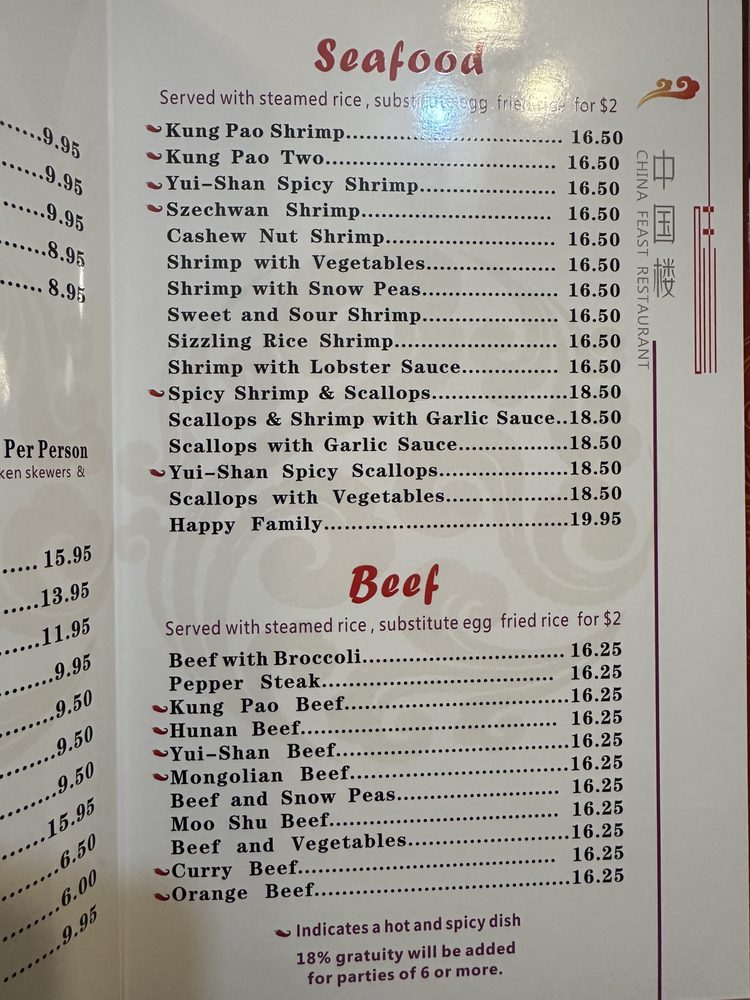 9.95
9.95
9.95
8.95
8.95
Per Person
ken skewers &
15.95
13.95
11.95
9.95
9.50
9.50
9.50
15.95
6.50
6.00
9.95
Seafood
Served with steamed rice , substitute egg fried rice for $2
Kung Pao Shrimp 16.50
Kung Pao Two 16.50
Yui-Shan Spicy Shrimp 16.50
Szechwan Shrimp 16.50
Cashew Nut Shrimp 16.50
Shrimp with Vegetables 16.50
Shrimp with Snow Peas 16.50
Sweet and Sour Shrimp 16.50
Sizzling Rice Shrimp 16.50
Shrimp with Lobster Sauce 16.50
Spicy Shrimp & Scallops 18.50
Scallops & Shrimp with Garlic Sauce..18.50
Scallops with Garlic Sauce 18.50
Yui-Shan Spicy Scallops 18.50
Scallops with Vegetables 18.50
Happy Family 19.95
Beef
Served with steamed rice , substitute egg fried rice for $2
Beef with Broccoli 16.25
Pepper Steak 16.25
Kung Pao Beef 16.25
Hunan Beef 16.25
Yui-Shan Beef 16.25
Mongolian Beef 16.25
Beef and Snow Peas 16.25
Moo Shu Beef 16.25
Beef and Vegetables 16.25
Curry Beef 16.25
Orange Beef 16.25
Indicates a hot and spicy dish
18% gratuity will be added
for parties of 6 or more.
中国楼
CHINA FEAST RESTAURANT